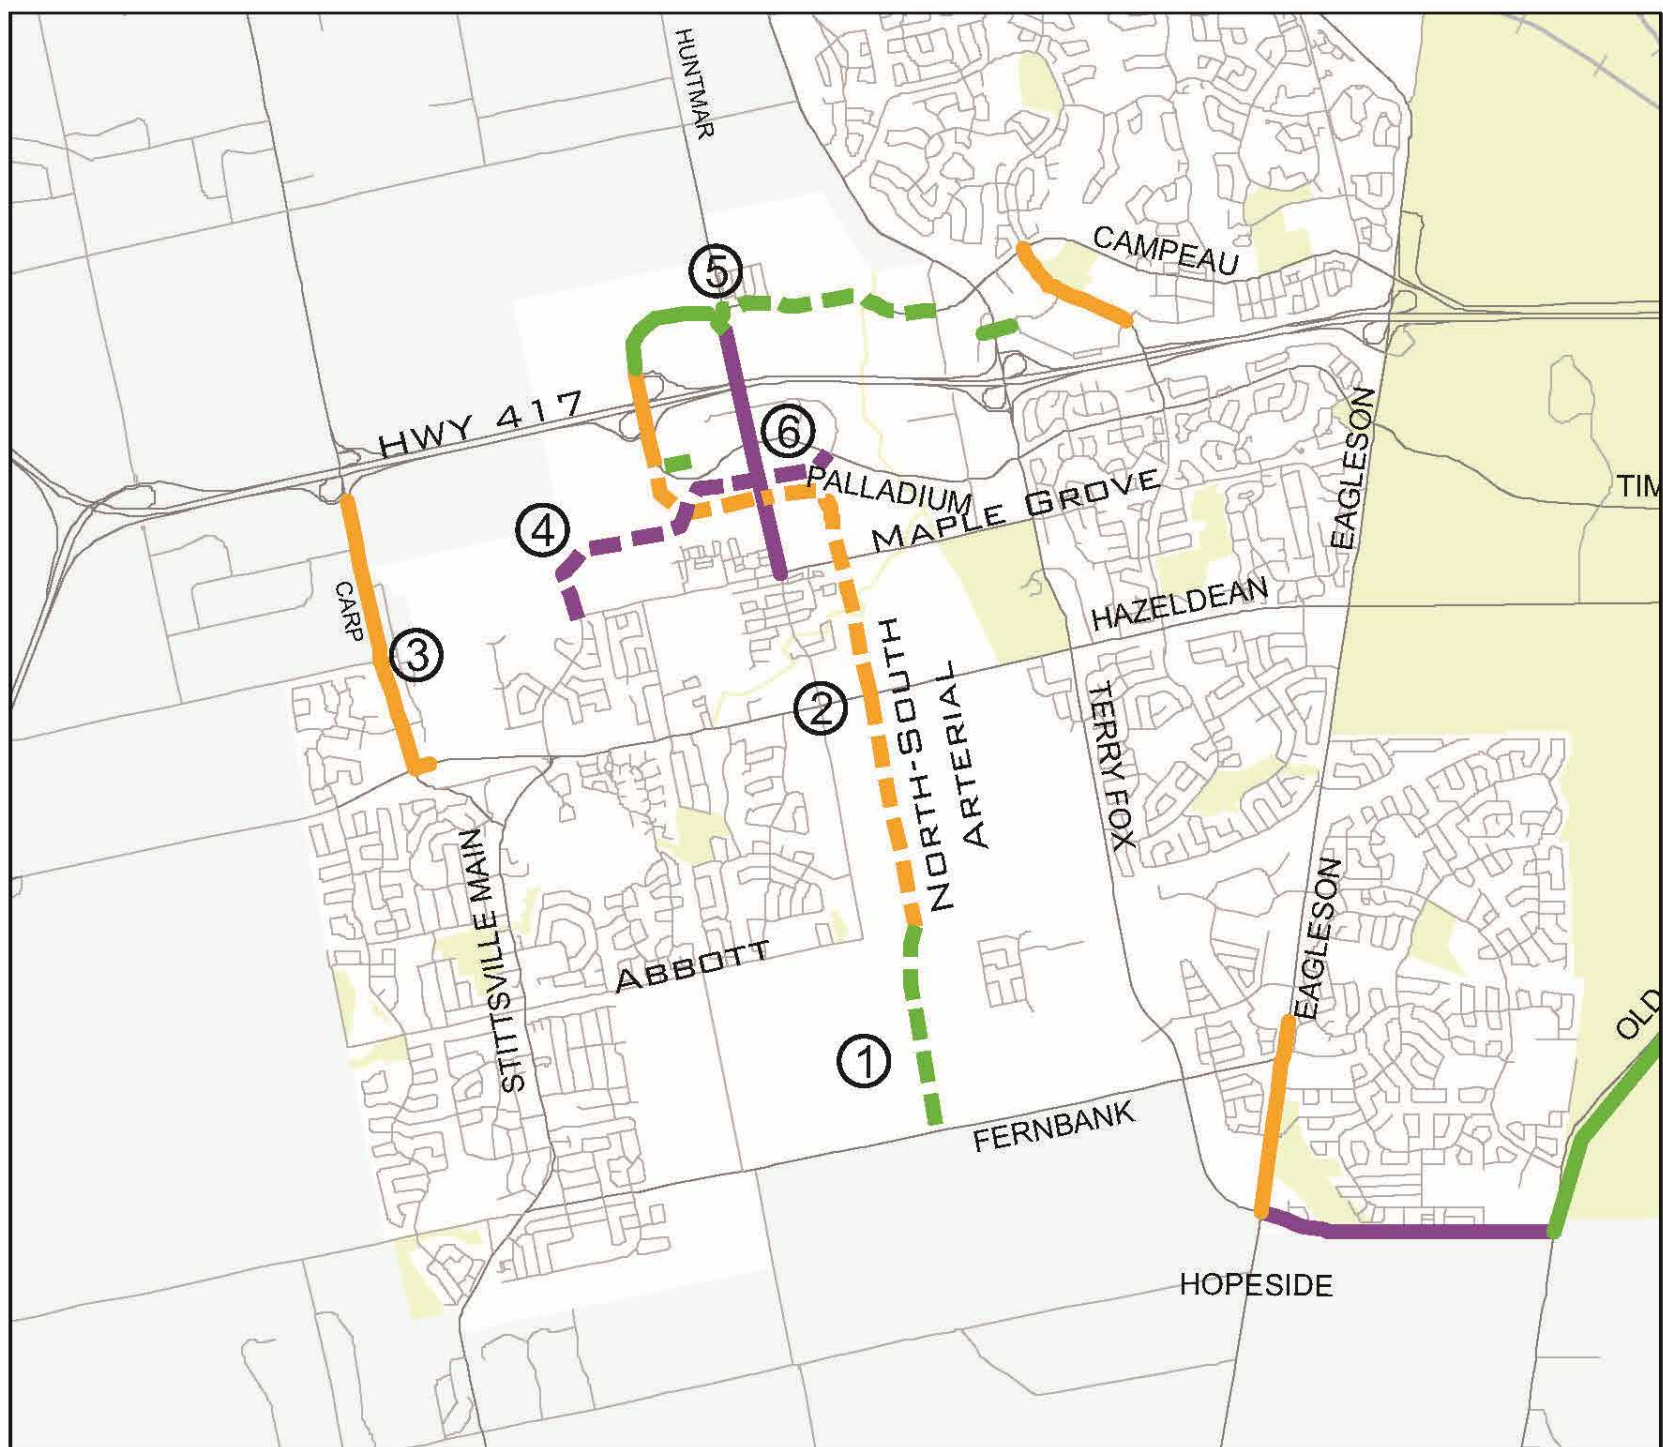 HUNTMAR
CAMPEAU
5
HWY 417
6
PALLADIUM
MAPLE GROVE
EAGLESON
TIM
4
CARP
3
HAZELDEAN
2
NORTH-SOUTH
ARTERIAL
TERRY FOX
STITTSVILLE MAIN
ABBOTT
EAGLESON
OLD
1
FERNBANK
HOPESIDE